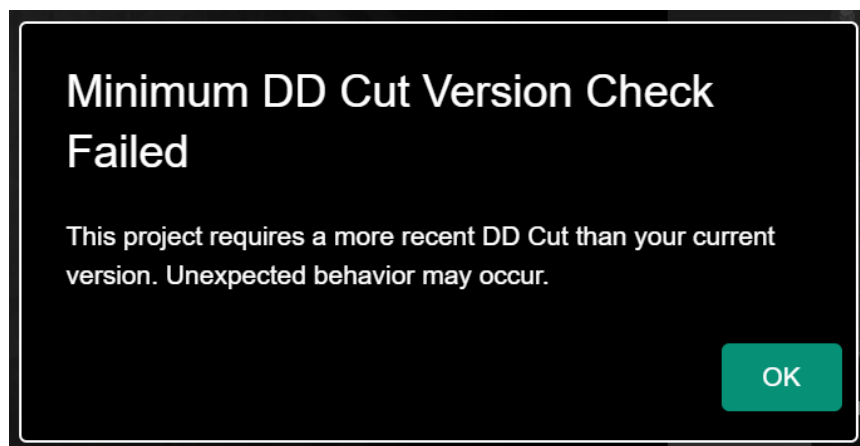 Minimum DD Cut Version Check
Failed
This project requires a more recent DD Cut than your current
version. Unexpected behavior may occur.
OK